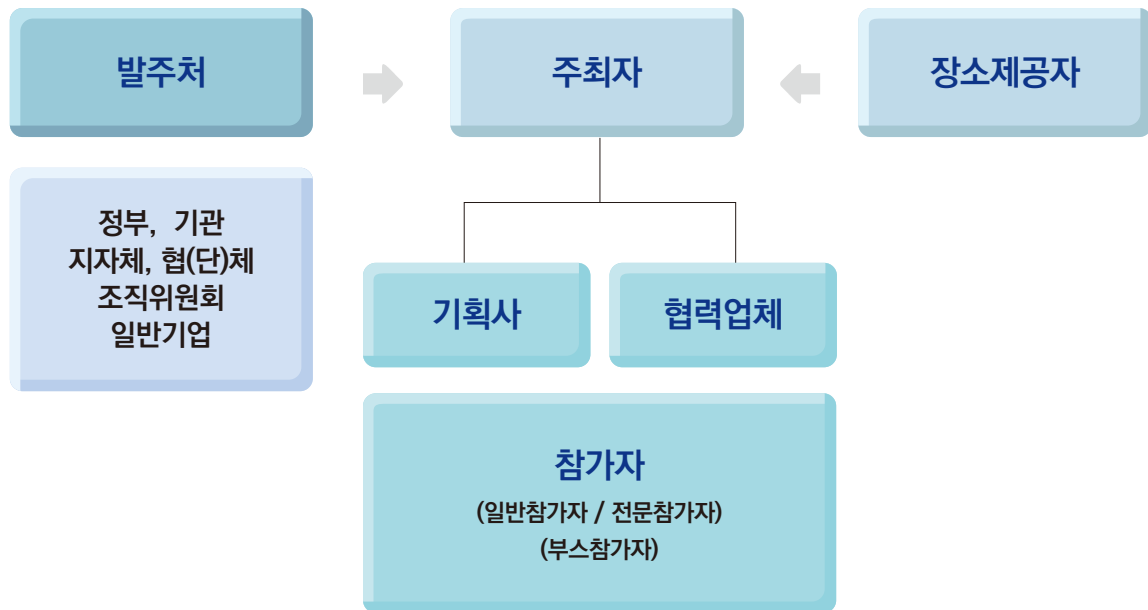 발주처
주최자
장소제공자
정부, 기관
지자체, 협(단)체
조직위원회
일반기업
기획사
협력업체
참가자
(일반참가자 / 전문참가자)
(부스참가자)